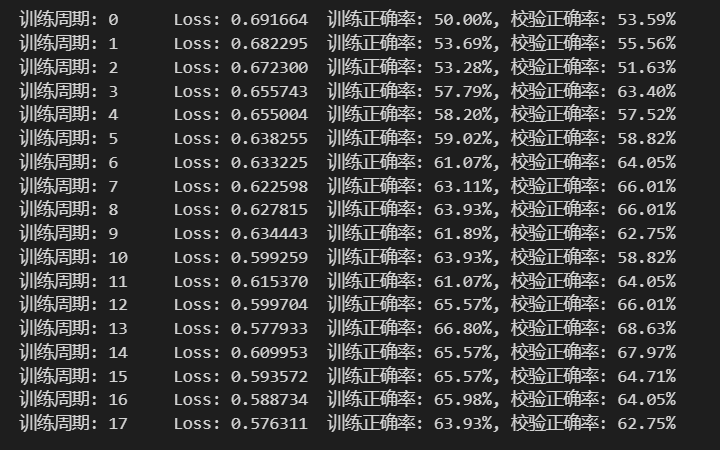 训练周期: 0 Loss: 0.691664 训练正确率: 50.00%, 校验正确率: 53.59%
训练周期: 1 Loss: 0.682295 训练正确率: 53.69%, 校验正确率: 55.56%
训练周期: 2 Loss: 0.672300 训练正确率: 53.28%, 校验正确率: 51.63%
训练周期: 3 Loss: 0.655743 训练正确率: 57.79%, 校验正确率: 63.40%
训练周期: 4 Loss: 0.655004 训练正确率: 58.20%, 校验正确率: 57.52%
训练周期: 5 Loss: 0.638255 训练正确率: 59.02%, 校验正确率: 58.82%
训练周期: 6 Loss: 0.633225 训练正确率: 61.07%, 校验正确率: 64.05%
训练周期: 7 Loss: 0.622598 训练正确率: 63.11%, 校验正确率: 66.01%
训练周期: 8 Loss: 0.627815 训练正确率: 63.93%, 校验正确率: 66.01%
训练周期: 9 Loss: 0.634443 训练正确率: 61.89%, 校验正确率: 62.75%
训练周期: 10 Loss: 0.599259 训练正确率: 63.93%, 校验正确率: 58.82%
训练周期: 11 Loss: 0.615370 训练正确率: 61.07%, 校验正确率: 64.05%
训练周期: 12 Loss: 0.599704 训练正确率: 65.57%, 校验正确率: 66.01%
训练周期: 13 Loss: 0.577933 训练正确率: 66.80%, 校验正确率: 68.63%
训练周期: 14 Loss: 0.609953 训练正确率: 65.57%, 校验正确率: 67.97%
训练周期: 15 Loss: 0.593572 训练正确率: 65.57%, 校验正确率: 64.71%
训练周期: 16 Loss: 0.588734 训练正确率: 65.98%, 校验正确率: 64.05%
训练周期: 17 Loss: 0.576311 训练正确率: 63.93%, 校验正确率: 62.75%